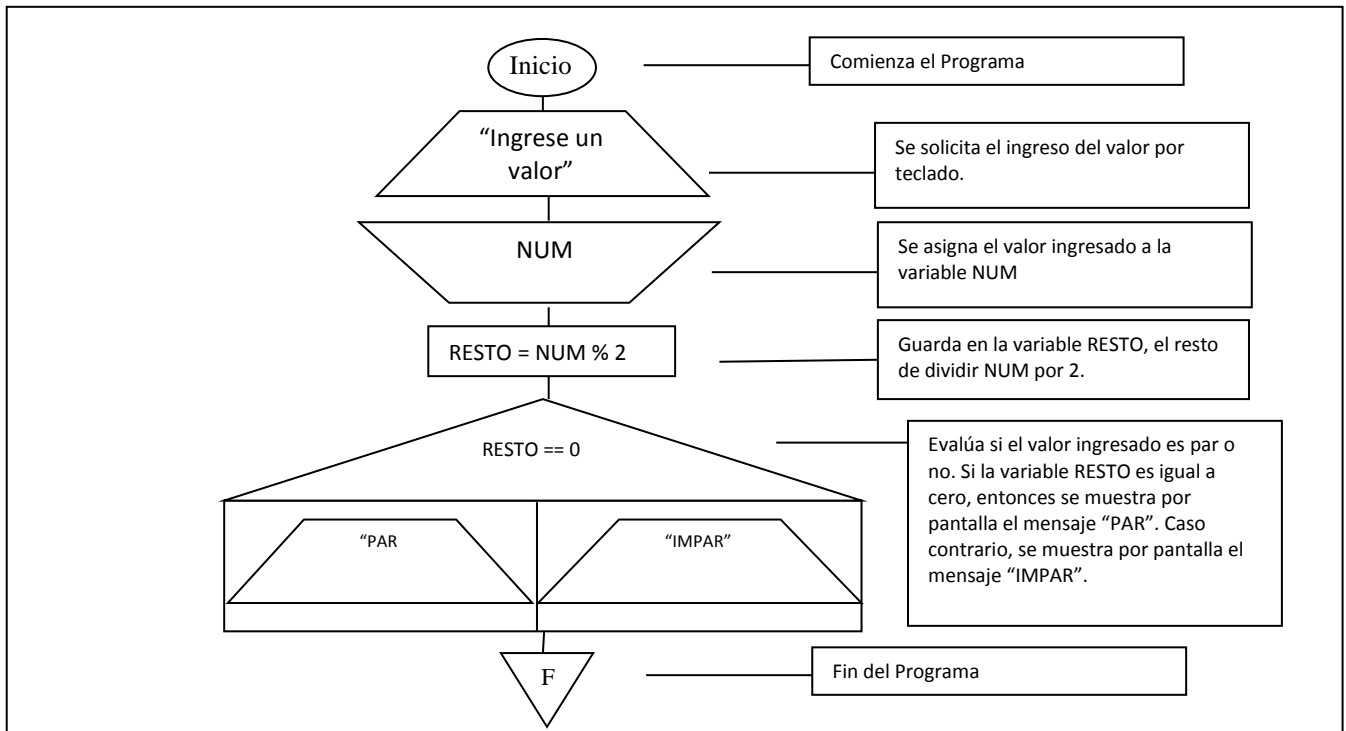 Inicio
Comienza el Programa
“Ingrese un
valor”
Se solicita el ingreso del valor por
teclado.
NUM
Se asigna el valor ingresado a la
variable NUM
RESTO = NUM % 2
Guarda en la variable RESTO, el resto
de dividir NUM por 2.
RESTO == 0
Evalúa si el valor ingresado es par o
no. Si la variable RESTO es igual a
cero, entonces se muestra por
pantalla el mensaje “PAR”. Caso
contrario, se muestra por pantalla el
mensaje “IMPAR”.
“PAR
“IMPAR”
F
Fin del Programa